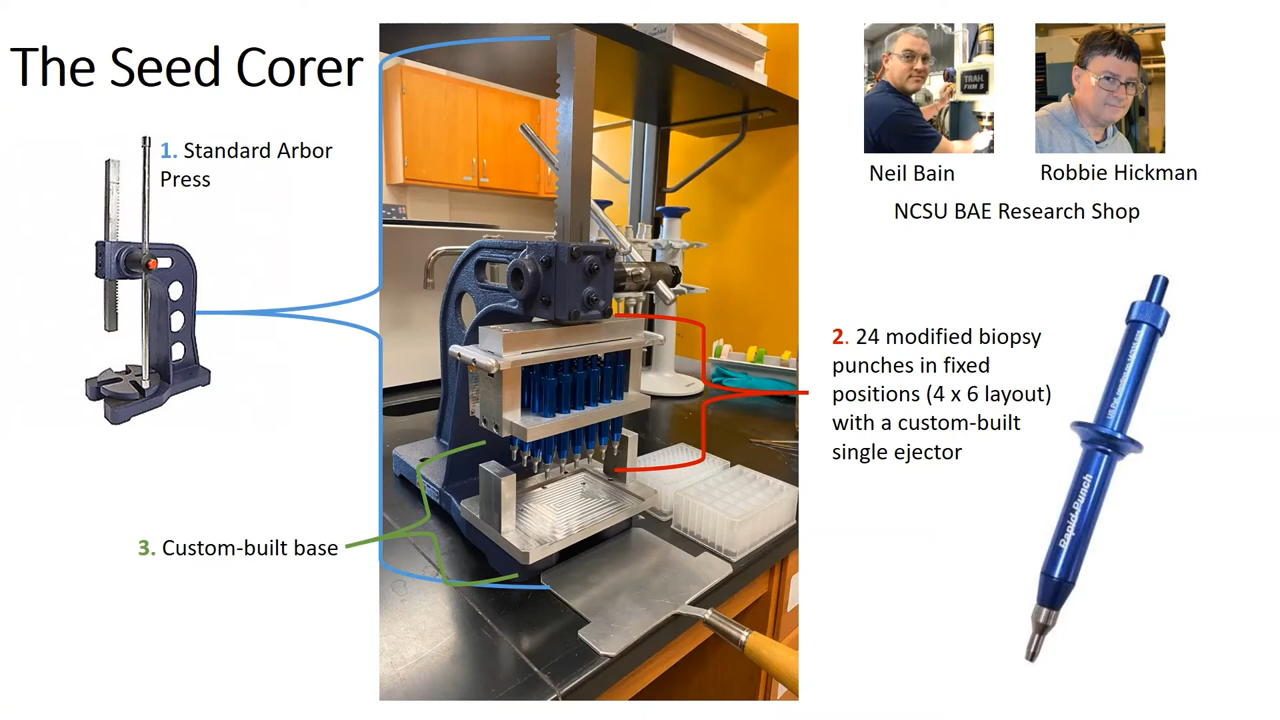 The Seed Corer
1. Standard Arbor
Press
Neil Bain
Robbie Hickman
NCSU BAE Research Shop
2. 24 modified biopsy
punches in fixed
positions (4 x 6 layout)
with a custom-built
single ejector
3. Custom-built base
TRAK
Rapid-Punch